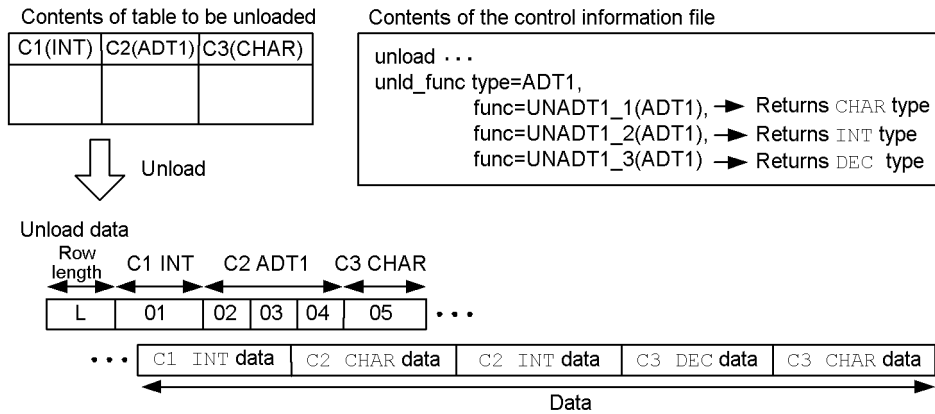 Contents of table to be unloaded
C1(INT) C2(ADT1) C3(CHAR)
Unload
Contents of the control information file
unload ···
unld_func type=ADT1,
func=UNADT1_1(ADT1), Returns CHAR type
func=UNADT1_2(ADT1), Returns INT type
func=UNADT1_3(ADT1) Returns DEC type
Unload data
Row
length C1 INT C2 ADT1 C3 CHAR
L 01 02 03 04 05 ···
··· C1 INT data C2 CHAR data C2 INT data C3 DEC data C3 CHAR data
Data